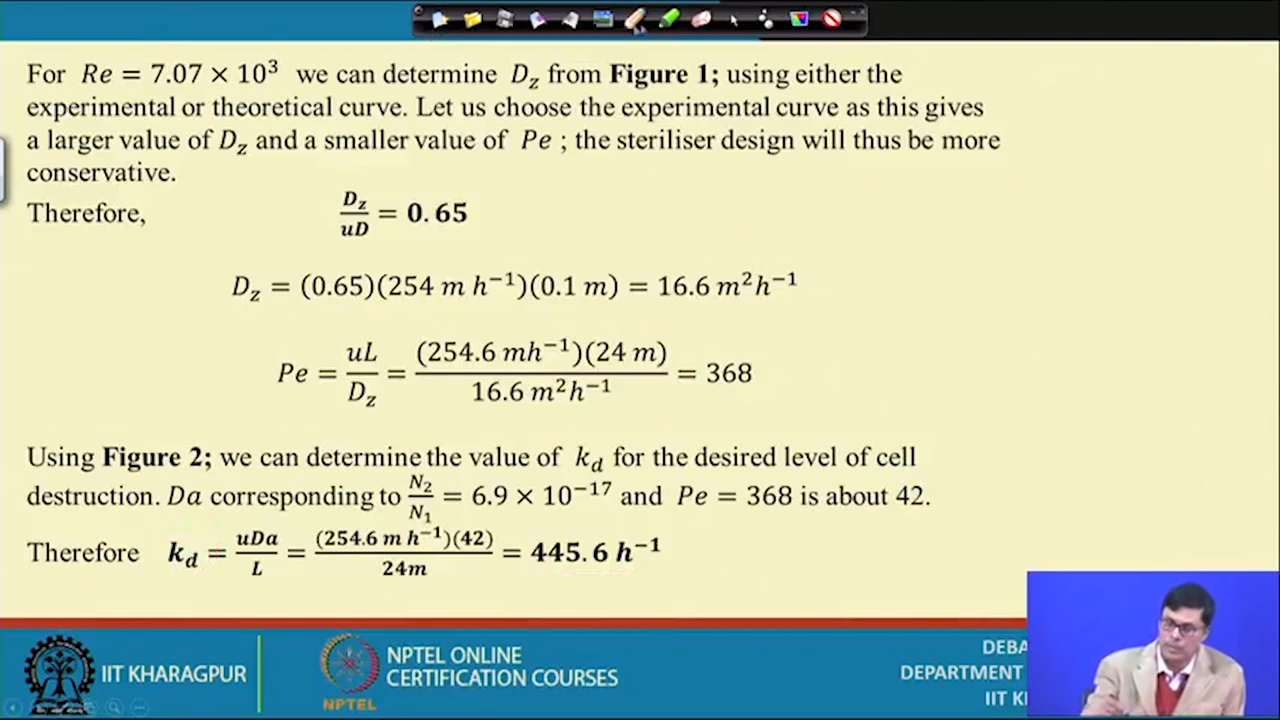 For Re = 7.07 × 10³ we can determine D_z from Figure 1; using either the
experimental or theoretical curve. Let us choose the experimental curve as this gives
a larger value of D_z and a smaller value of Pe ; the steriliser design will thus be more
conservative.
Therefore, D_z/uD = 0.65
D_z = (0.65)(254 m h⁻¹)(0.1 m) = 16.6 m²h⁻¹
Pe = uL/D_z = (254.6 mh⁻¹)(24 m)/16.6 m²h⁻¹ = 368
Using Figure 2; we can determine the value of k_d for the desired level of cell
destruction. Da corresponding to N₂/N₁ = 6.9 × 10⁻¹⁷ and Pe = 368 is about 42.
Therefore k_d = uDa/L = (254.6 m h⁻¹)(42)/24m = 445.6 h⁻¹
IIT KHARAGPUR
NPTEL
NPTEL ONLINE
CERTIFICATION COURSES
DEBA
DEPARTMENT
IIT K